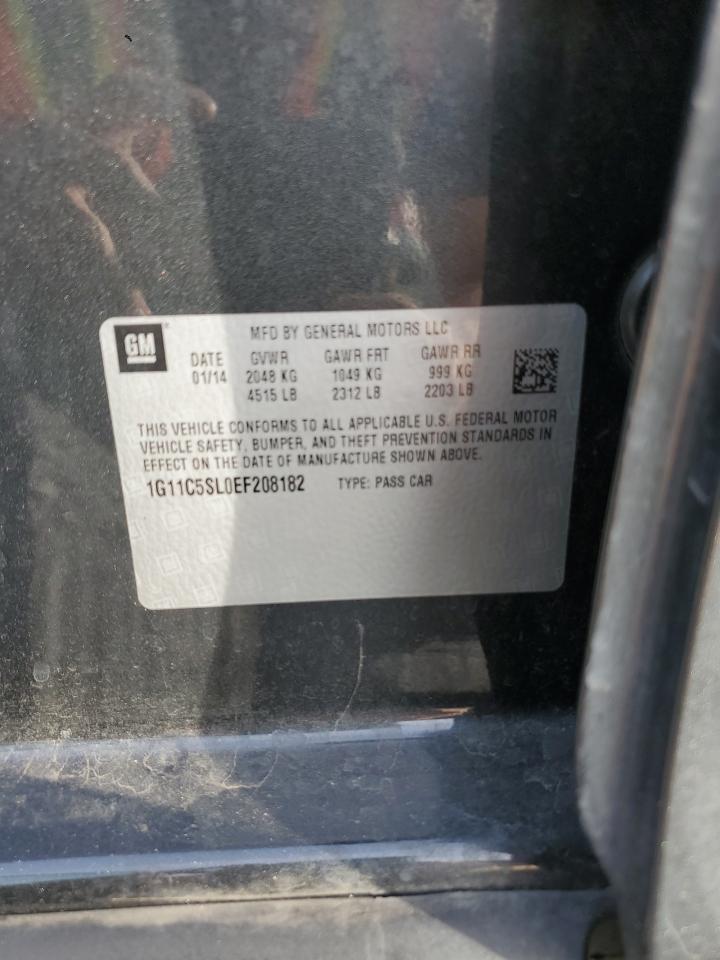 GM
MFD BY GENERAL MOTORS LLC
DATE GVWR GAWR FRT GAWR RR
01/14 2048 KG 1049 KG 999 KG
4515 LB 2312 LB 2203 LB
THIS VEHICLE CONFORMS TO ALL APPLICABLE U.S. FEDERAL MOTOR
VEHICLE SAFETY, BUMPER, AND THEFT PREVENTION STANDARDS IN
EFFECT ON THE DATE OF MANUFACTURE SHOWN ABOVE.
1G11C5SL0EF208182 TYPE: PASS CAR